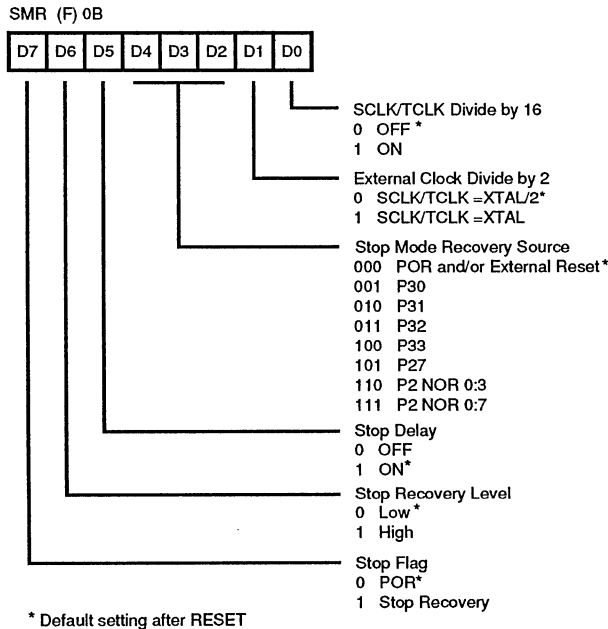 SMR (F) 0B
D7 D6 D5 D4 D3 D2 D1 D0
SCLK/TCLK Divide by 16
0 OFF *
1 ON
External Clock Divide by 2
0 SCLK/TCLK =XTAL/2*
1 SCLK/TCLK =XTAL
Stop Mode Recovery Source
000 POR and/or External Reset*
001 P30
010 P31
011 P32
100 P33
101 P27
110 P2 NOR 0:3
111 P2 NOR 0:7
Stop Delay
0 OFF
1 ON*
Stop Recovery Level
0 Low *
1 High
Stop Flag
0 POR*
1 Stop Recovery
* Default setting after RESET